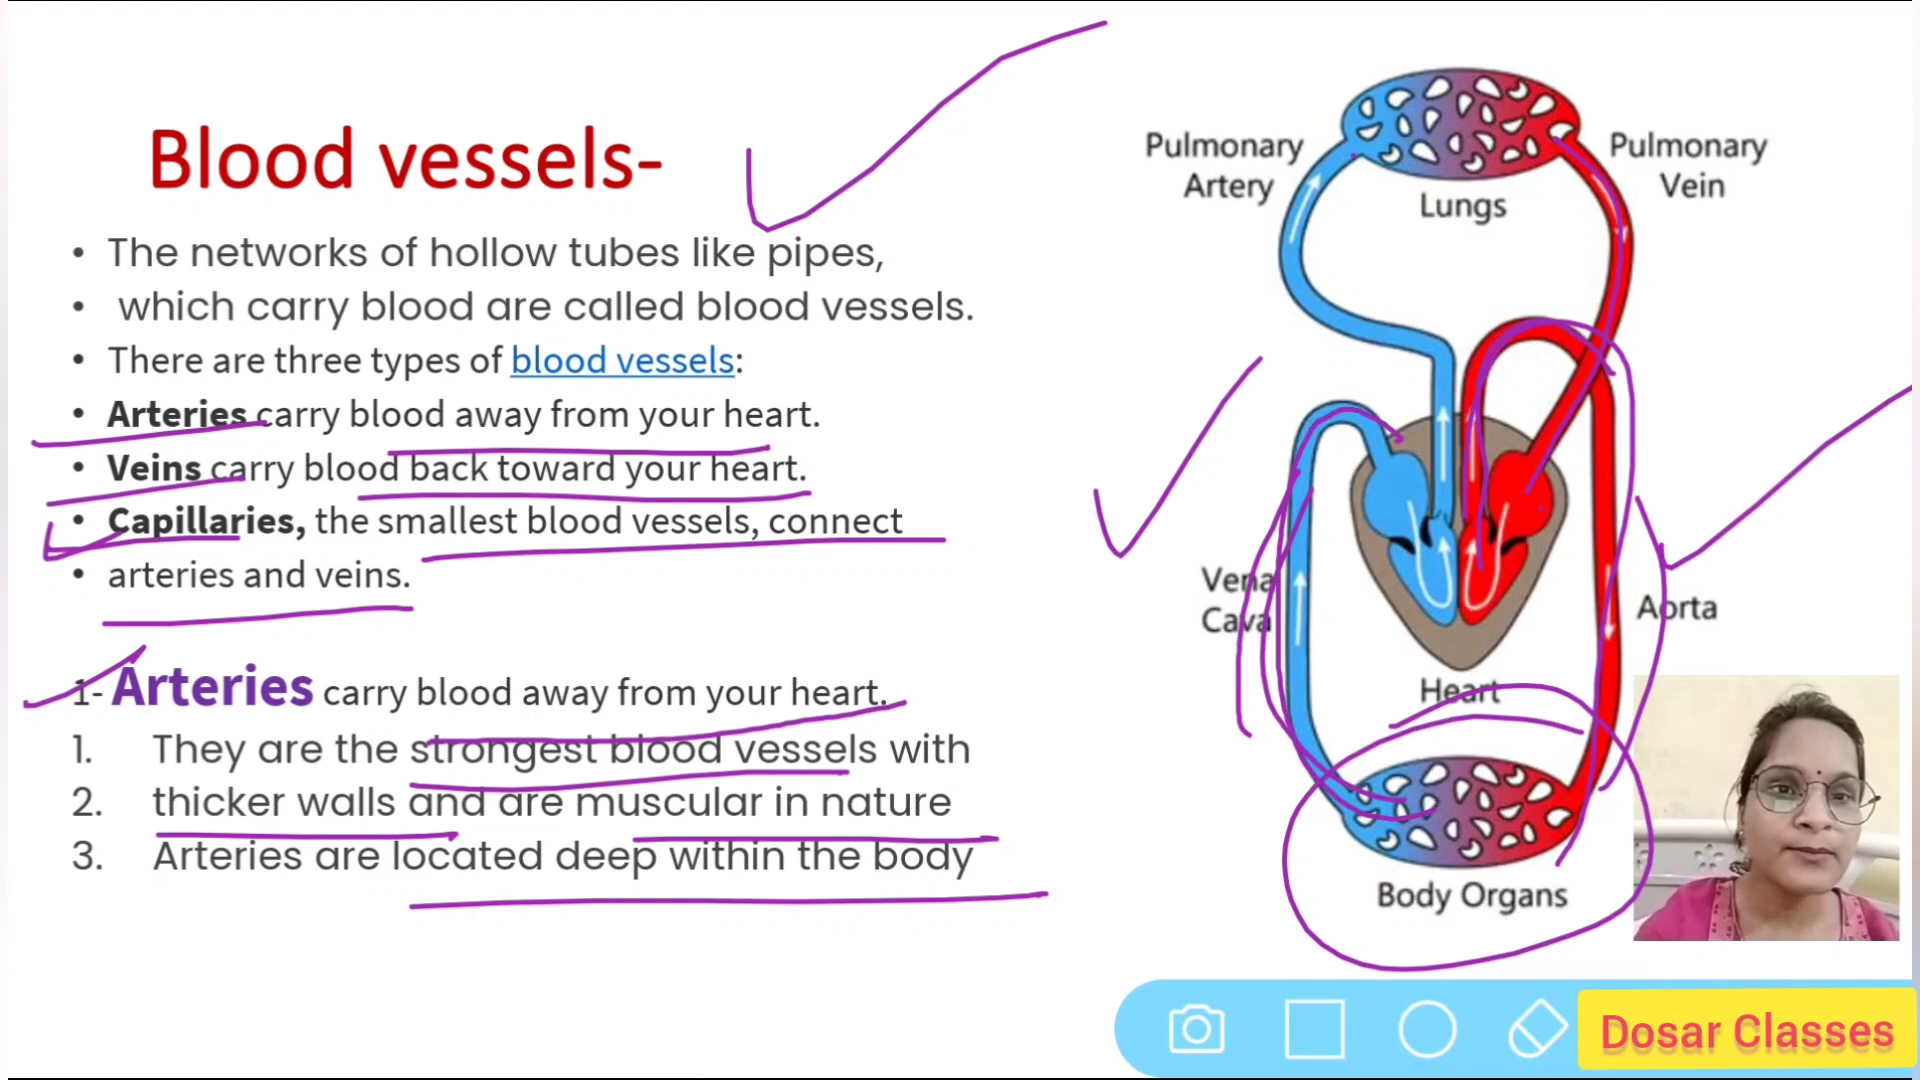 Blood vessels-
• The networks of hollow tubes like pipes,
• which carry blood are called blood vessels.
• There are three types of blood vessels:
• Arteries carry blood away from your heart.
• Veins carry blood back toward your heart.
• Capillaries, the smallest blood vessels, connect
• arteries and veins.
1- Arteries carry blood away from your heart.
1. They are the strongest blood vessels with
2. thicker walls and are muscular in nature
3. Arteries are located deep within the body
Pulmonary
Artery
Pulmonary
Vein
Lungs
Vena
Cava
Aorta
Heart
Body Organs
Dosar Classes